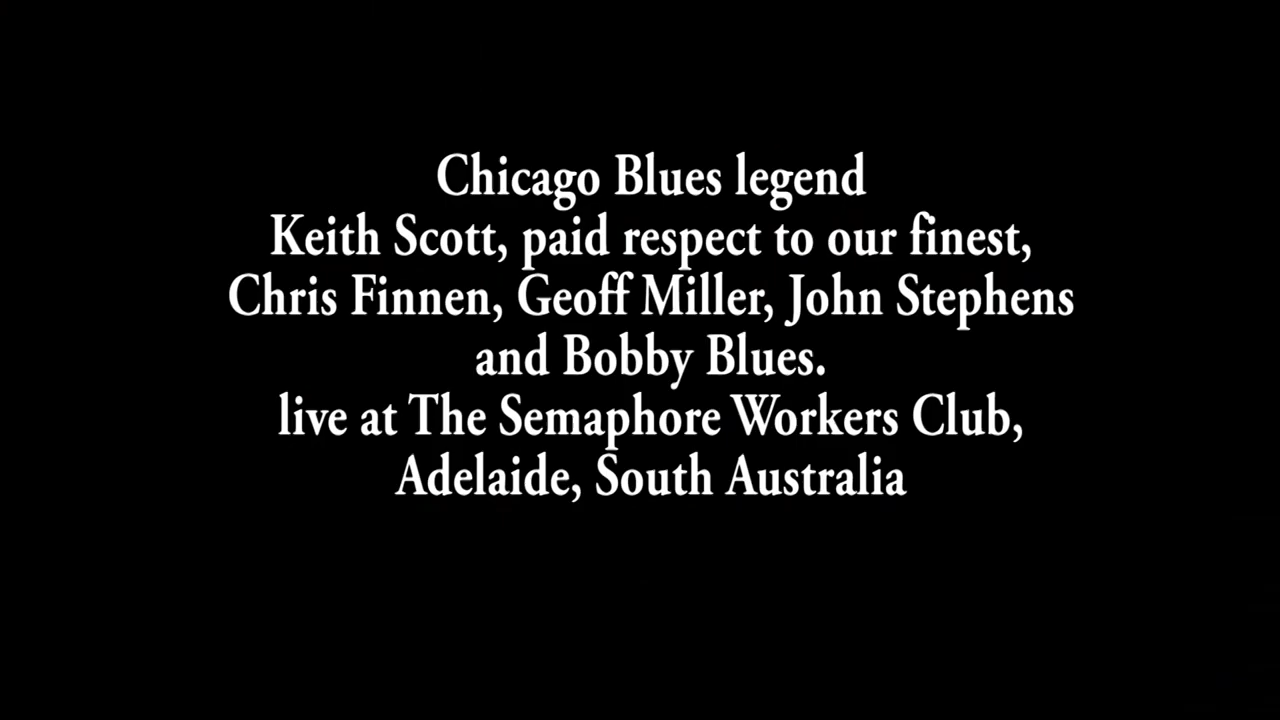 Chicago Blues legend
Keith Scott, paid respect to our finest,
Chris Finnen, Geoff Miller, John Stephens
and Bobby Blues.
live at The Semaphore Workers Club,
Adelaide, South Australia